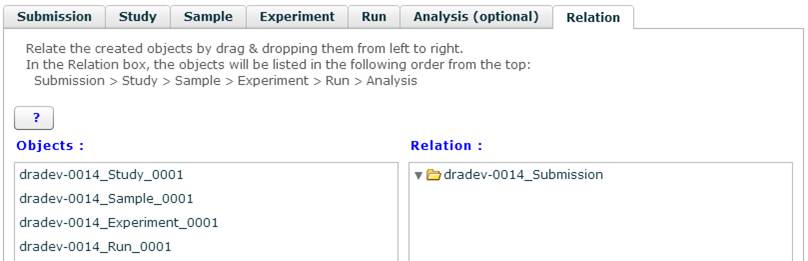 Submission Study Sample Experiment Run Analysis (optional) Relation
Relate the created objects by drag & dropping them from left to right.
In the Relation box, the objects will be listed in the following order from the top:
Submission > Study > Sample > Experiment > Run > Analysis
?
Objects : Relation :
dradev-0014_Study_0001 dradev-0014_Submission
dradev-0014_Sample_0001
dradev-0014_Experiment_0001
dradev-0014_Run_0001